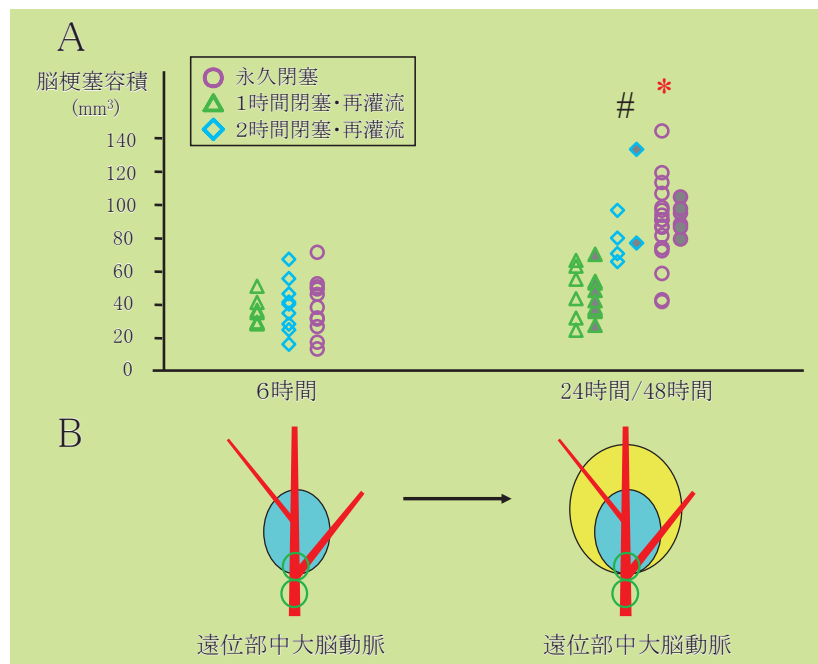 A
脳梗塞容積
(mm³)
永久閉塞
1時間閉塞・再灌流
2時間閉塞・再灌流
*
#
140
120
100
80
60
40
20
0
6時間
24時間/48時間
B
遠位部中大脳動脈
遠位部中大脳動脈